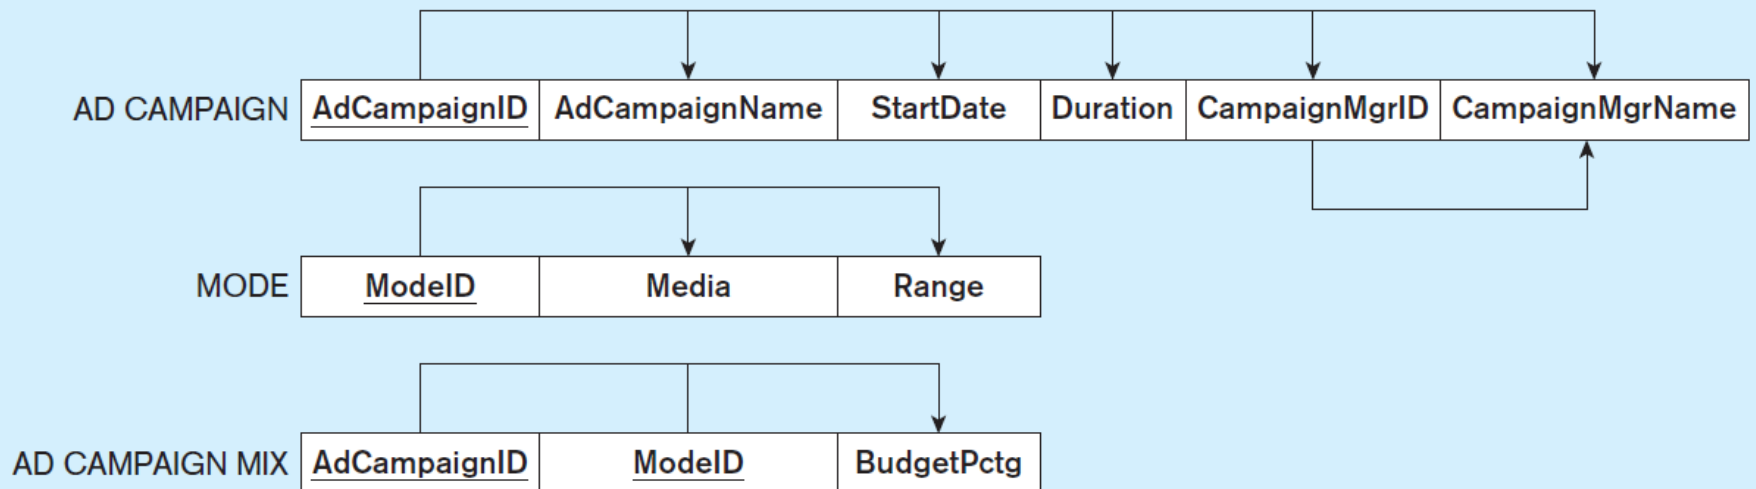 AD CAMPAIGN AdCampaignID AdCampaignName StartDate Duration CampaignMgrID CampaignMgrName
MODE ModeID Media Range
AD CAMPAIGN MIX AdCampaignID ModeID BudgetPctg